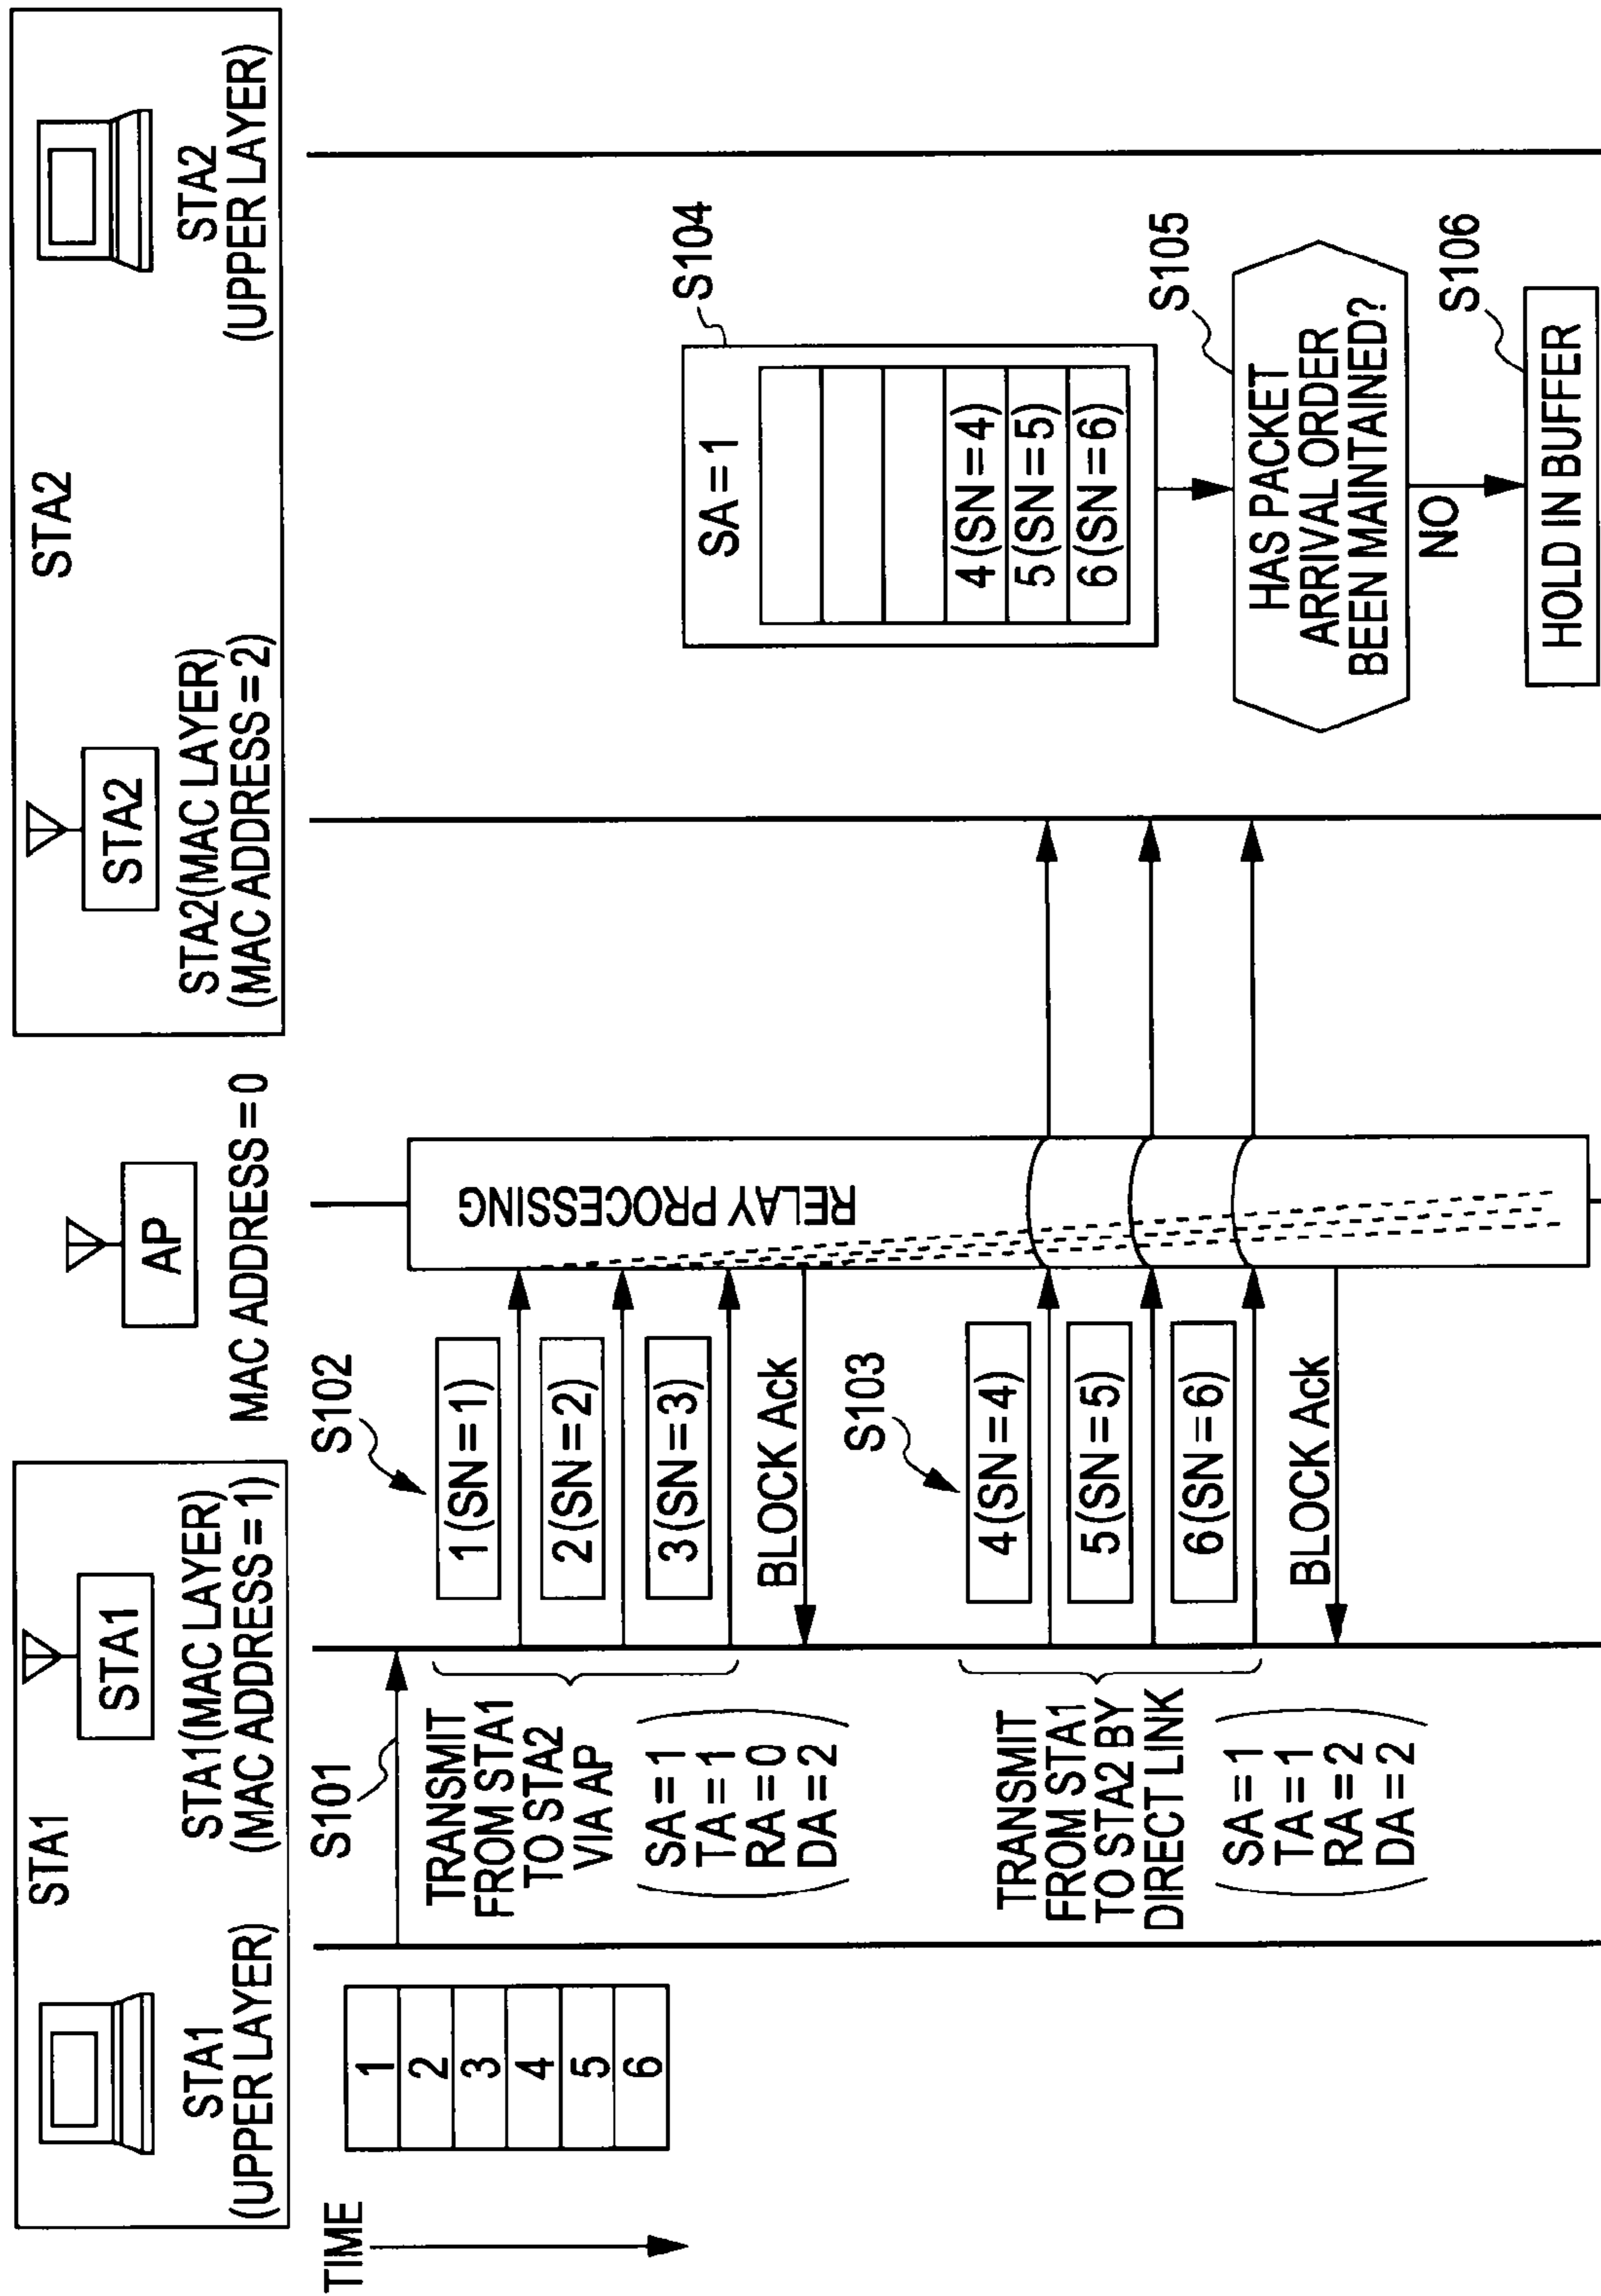 STA1
STA1
STA1
(UPPER LAYER)
STA1(MAC LAYER)
(MAC ADDRESS=1)
AP
MAC ADDRESS=0
STA2
STA2
STA2(MAC LAYER)
(MAC ADDRESS=2)
STA2
(UPPER LAYER)
TIME
1
2
3
4
5
6
S101
TRANSMIT
FROM STA1
TO STA2
VIA AP
SA=1
TA=1
RA=0
DA=2
S102
1(SN=1)
2(SN=2)
3(SN=3)
BLOCK Ack
RELAY PROCESSING
TRANSMIT
FROM STA1
TO STA2 BY
DIRECT LINK
SA=1
TA=1
RA=2
DA=2
S103
4(SN=4)
5(SN=5)
6(SN=6)
BLOCK Ack
S104
SA=1
4(SN=4)
5(SN=5)
6(SN=6)
S105
HAS PACKET
ARRIVAL ORDER
BEEN MAINTAINED?
NO
S106
HOLD IN BUFFER